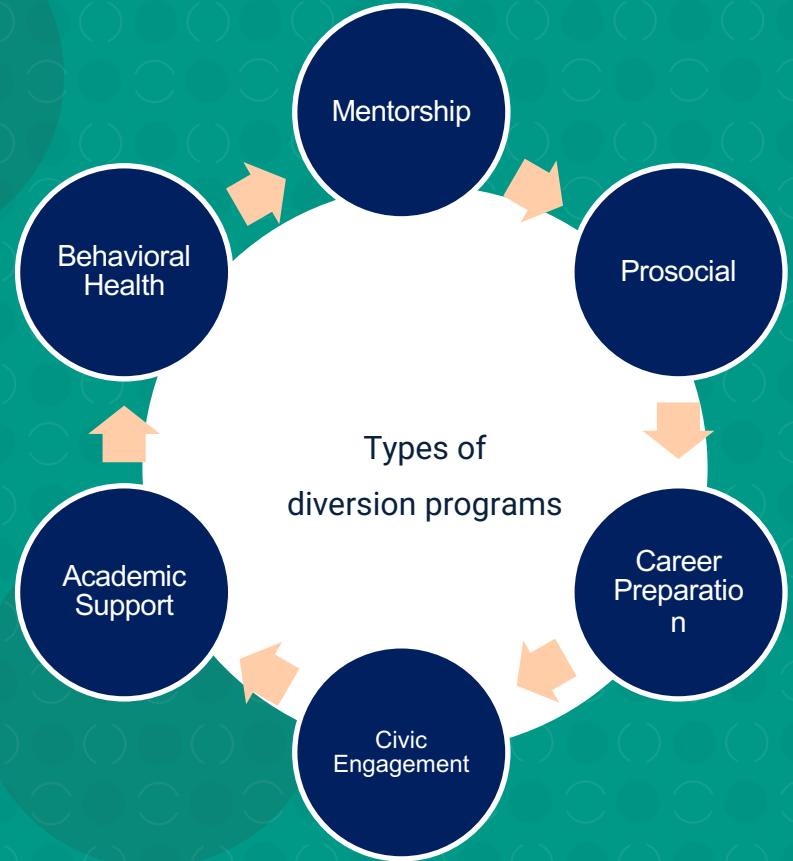 Mentorship
Prosocial
Career
Preparatio
n
Civic
Engagement
Academic
Support
Behavioral
Health
Types of
diversion programs